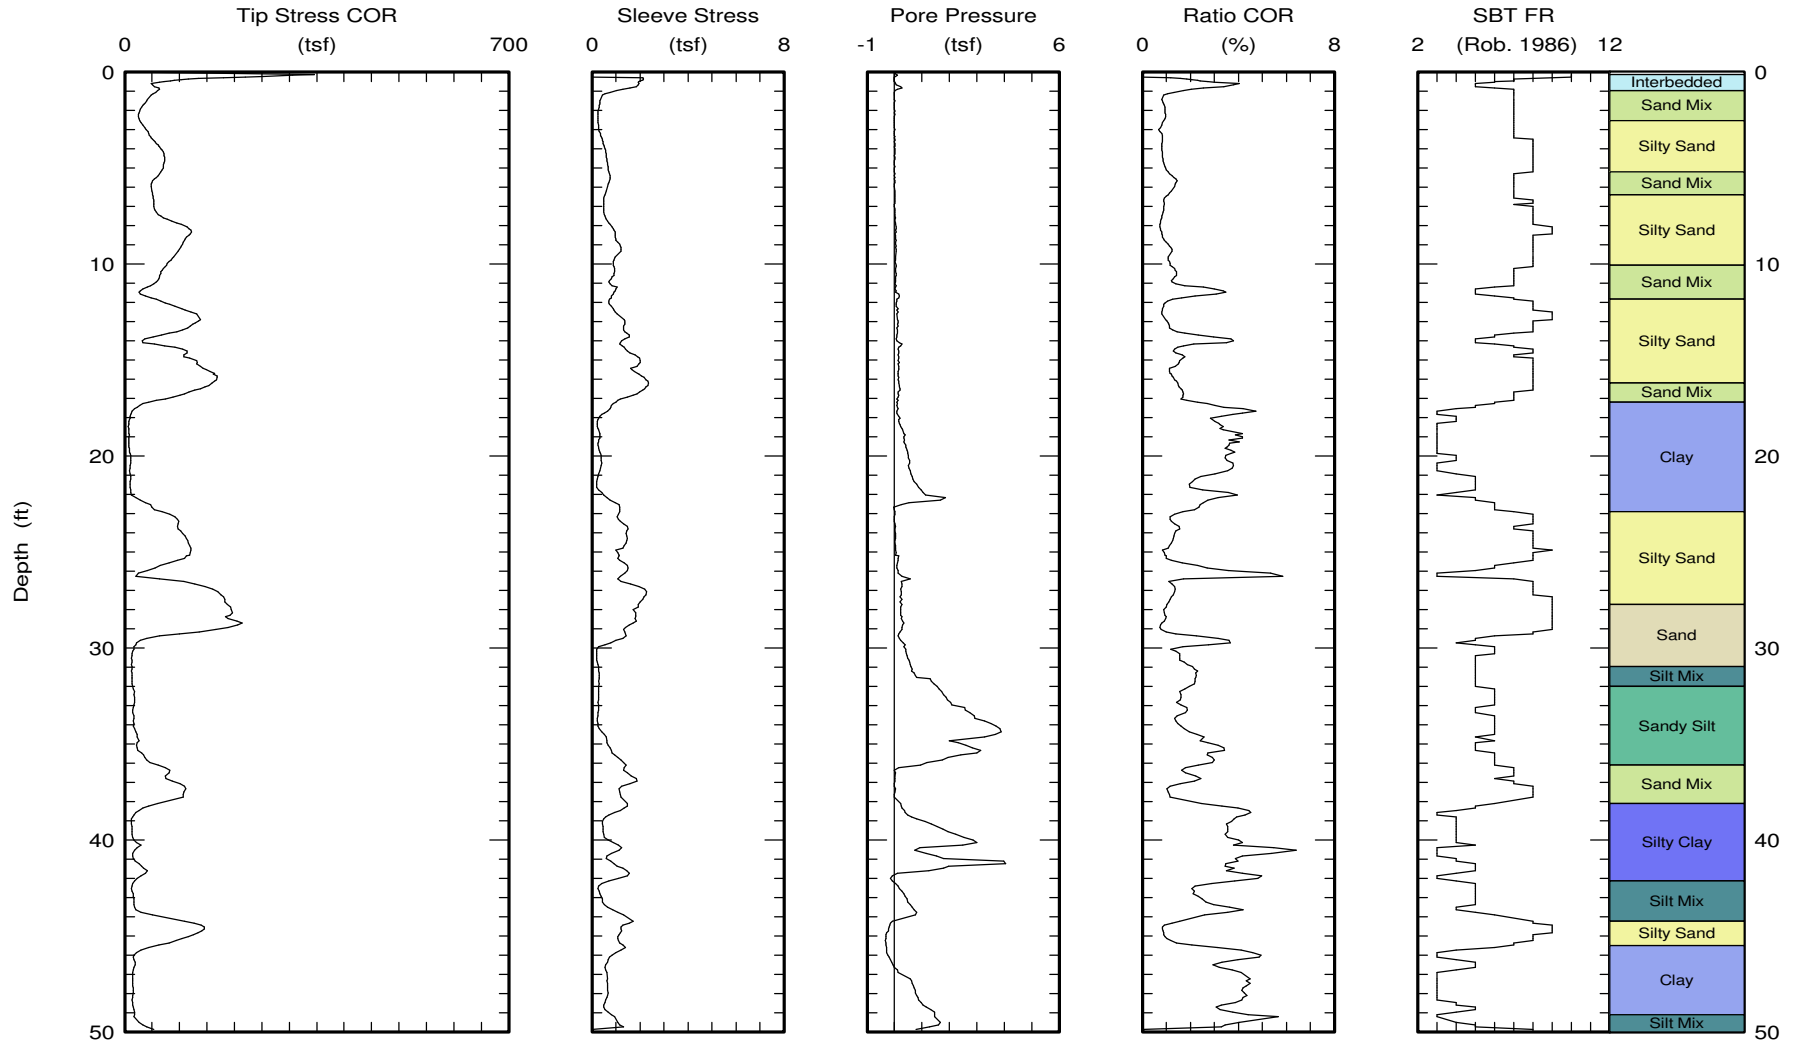 Tip Stress COR Sleeve Stress Pore Pressure Ratio COR SBT FR
0 (tsf) 700 0 (tsf) 8 -1 (tsf) 6 0 (%) 8 2 (Rob. 1986) 12
0 0
Interbedded
Sand Mix
Silty Sand
Sand Mix
Silty Sand
10 10
Sand Mix
Silty Sand
Sand Mix
20 Clay 20
Depth (ft)
Silty Sand
Sand
30 30
Silt Mix
Sandy Silt
Sand Mix
40 Silty Clay 40
Silt Mix
Silty Sand
Clay
Silt Mix
50 50